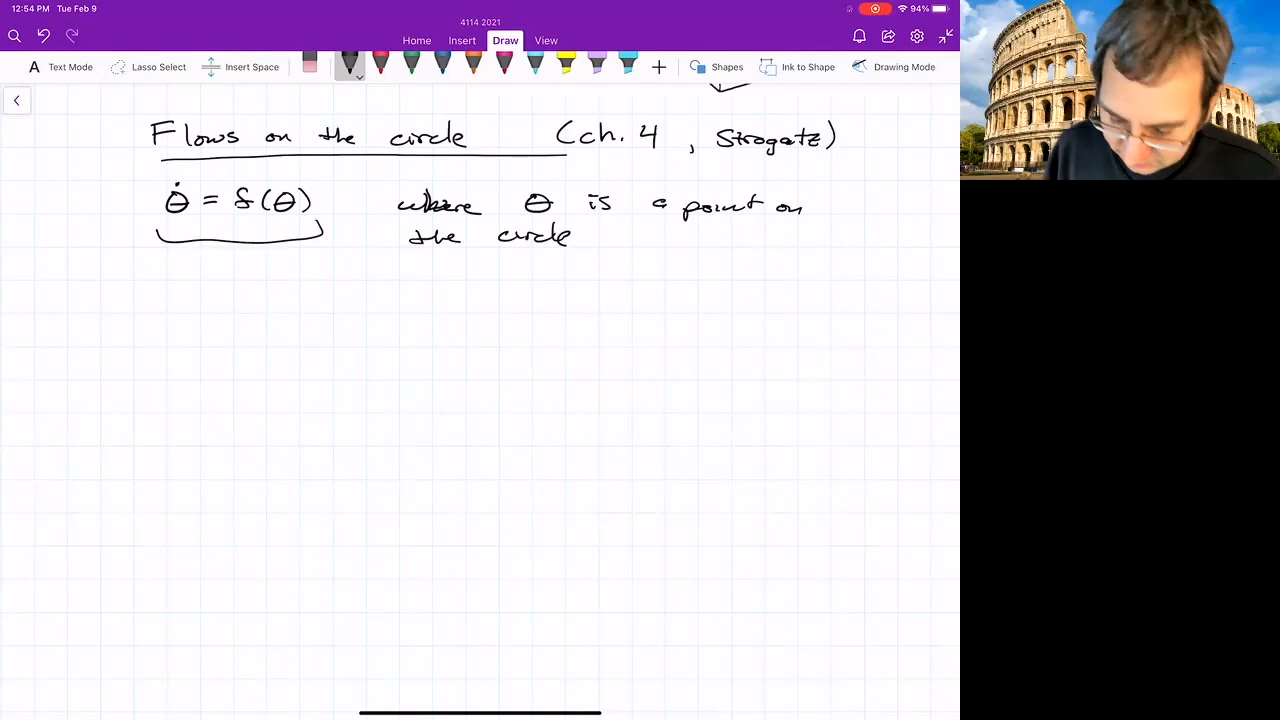 12:54 PM Tue Feb 9
94%
4114 2021
Home Insert Draw View
A Text Mode Lasso Select Insert Space + Shapes Ink to Shape Drawing Mode
Flows on the circle (ch. 4, Strogatz)
θ̇ = f(θ) where θ is a point on
the circle